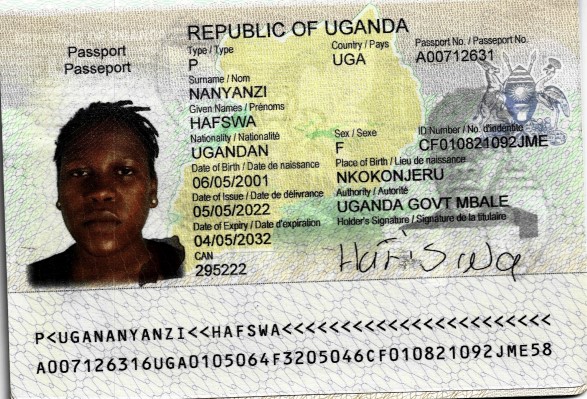 REPUBLIC OF UGANDA
Passport
Passeport
Type / Type
Country / Pays
Passport No. / Passeport No.
P
UGA
A00712631
Surname / Nom
NANYANZI
Given Names / Prénoms
HAFSWA
Nationality / Nationalité
Sex / Sexe
ID Number / No. d'indentité
UGANDAN
F
CF010821092JME
Date of Birth / Date de naissance
Place of Birth / Lieu de naissance
06/05/2001
NKOKONJERU
Date of Issue / Date de délivrance
Authority / Autorité
05/05/2022
UGANDA GOVT MBALE
Date of Expiry / Date d'expiration
Holder's Signature / Signature de la titulaire
04/05/2032
CAN
295222
P<UGANANYANZI<<HAFSWA<<<<<<<<<<<<<<<<<<<<<<<
A007126316UGA0105064F3205046CF010821092JME58